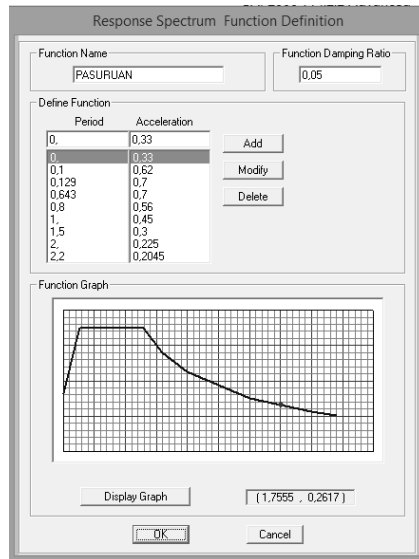 Response Spectrum Function Definition
Function Name
Function Damping Ratio
PASURUAN
0,05
Define Function
Period Acceleration
0, 0,33
0, 0,33
0,1 0,62
0,129 0,7
0,643 0,7
0,8 0,56
1, 0,45
1,5 0,3
2, 0,225
2,2 0,2045
Add
Modify
Delete
Function Graph
Display Graph
(1,7555 , 0,2617)
OK
Cancel